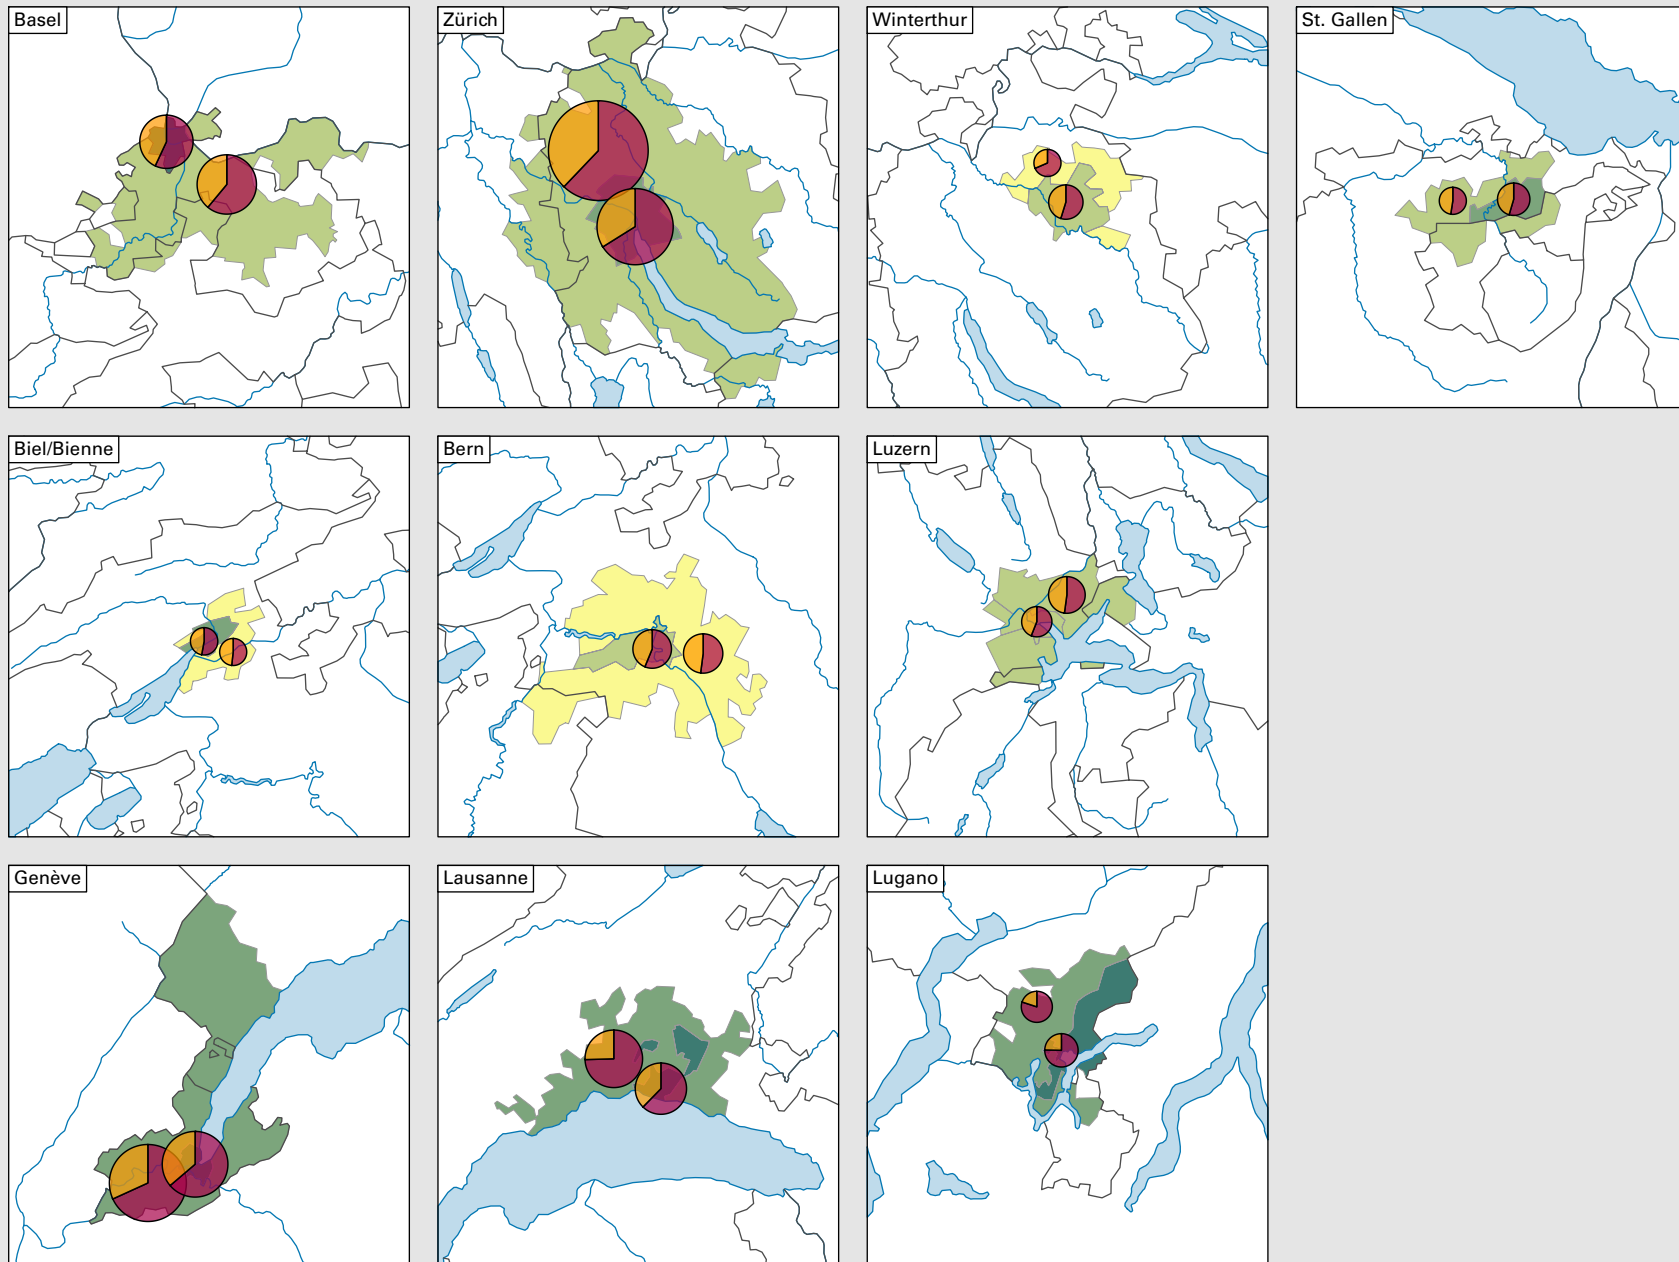 Basel
Zürich
Winterthur
St. Gallen
Biel/Bienne
Bern
Luzern
Genève
Lausanne
Lugano